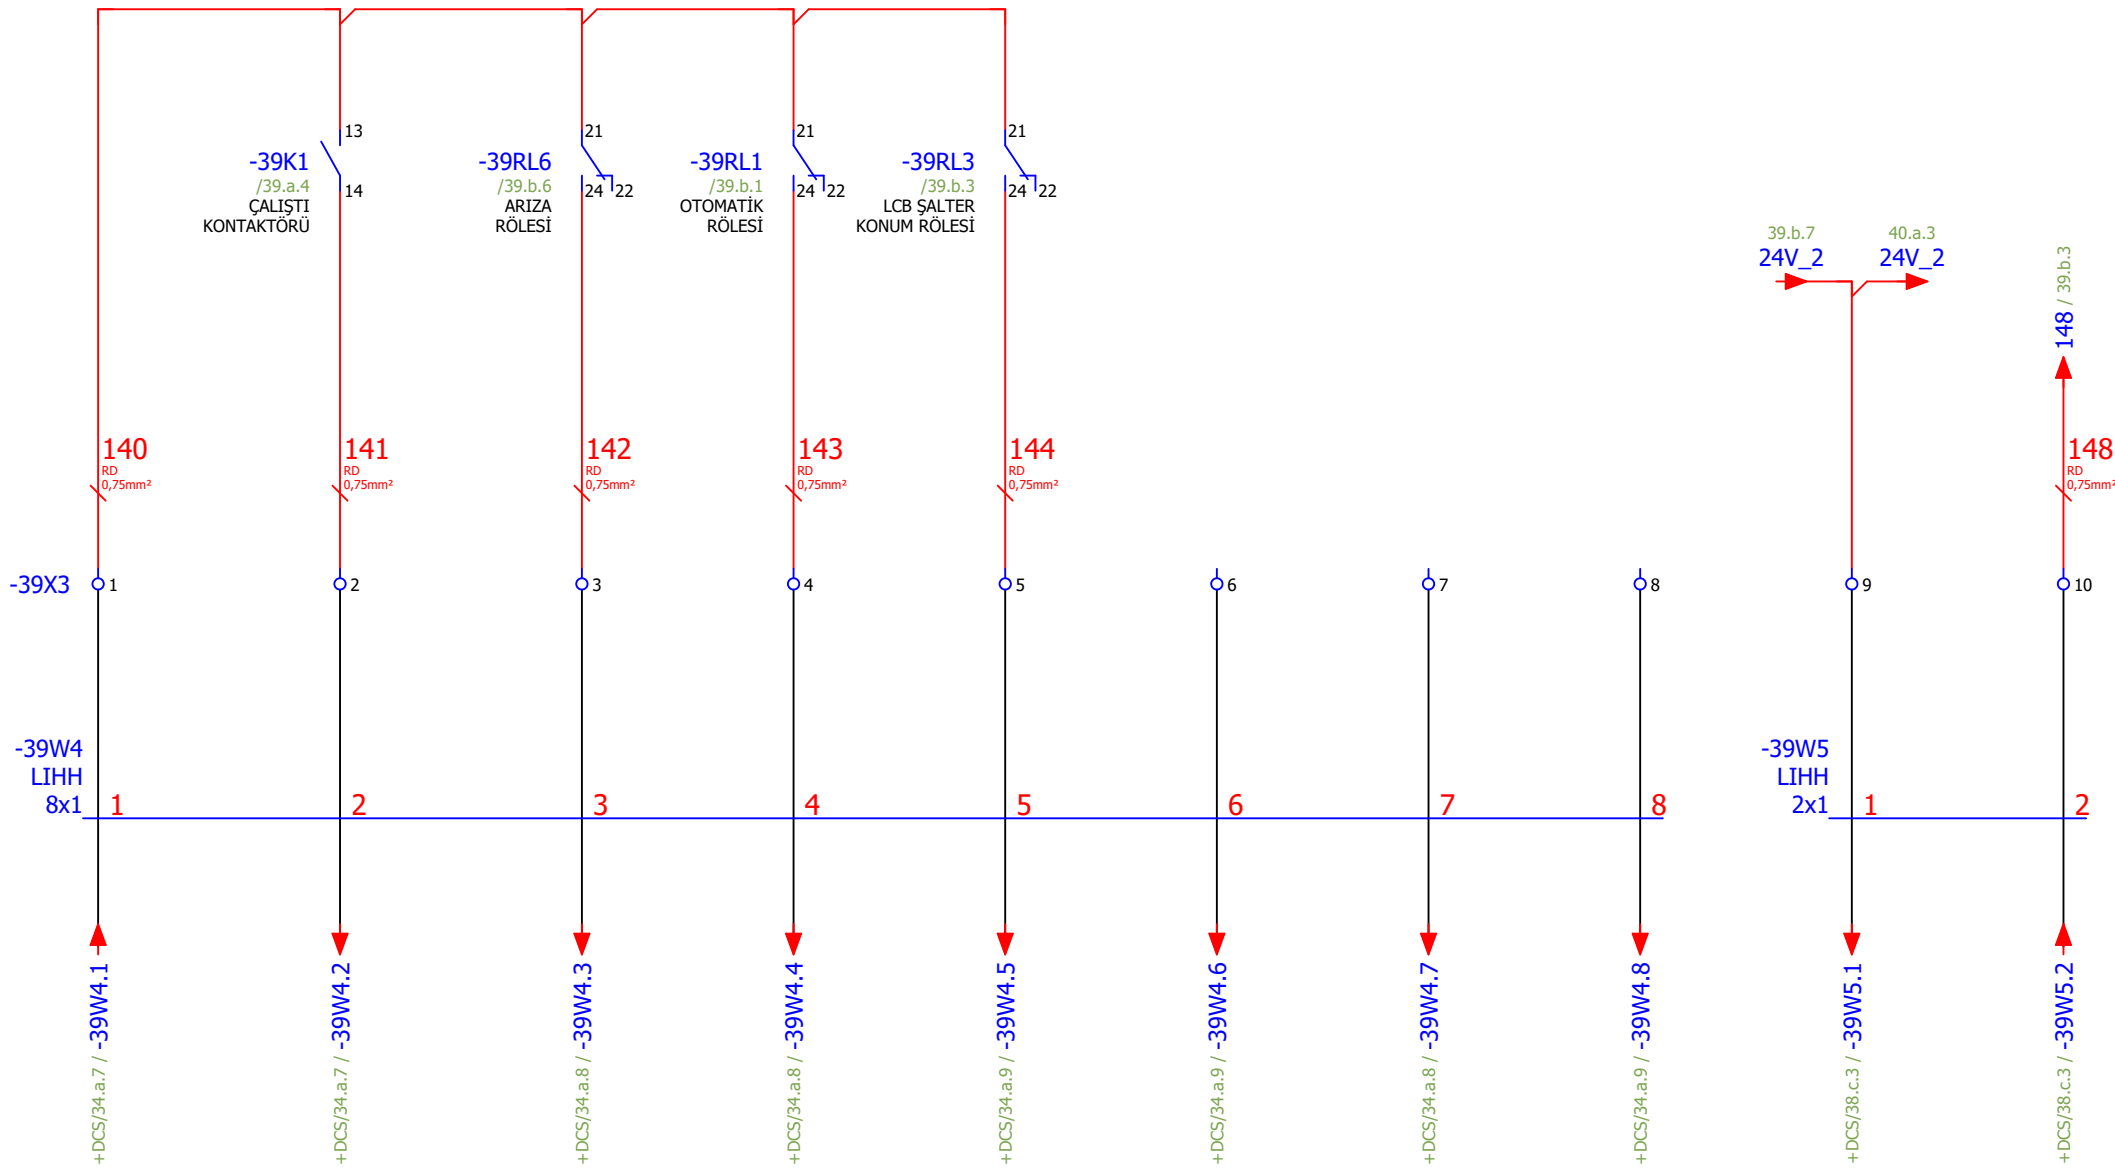 13
-39K1
/39.a.4
14
ÇALIŞTI
KONTAKTÖRÜ
21
-39RL6
/39.b.6
24 22
ARIZA
RÖLESİ
21
-39RL1
/39.b.1
24 22
OTOMATİK
RÖLESİ
21
-39RL3
/39.b.3
24 22
LCB ŞALTER
KONUM RÖLESİ
39.b.7
24V_2
40.a.3
24V_2
148 / 39.b.3
140
RD
0,75mm²
141
RD
0,75mm²
142
RD
0,75mm²
143
RD
0,75mm²
144
RD
0,75mm²
148
RD
0,75mm²
-39X3
1
2
3
4
5
6
7
8
9
10
-39W4
LIHH
8x1
1
2
3
4
5
6
7
8
-39W5
LIHH
2x1
1
2
+DCS/34.a.7 / -39W4.1
+DCS/34.a.7 / -39W4.2
+DCS/34.a.8 / -39W4.3
+DCS/34.a.8 / -39W4.4
+DCS/34.a.9 / -39W4.5
+DCS/34.a.9 / -39W4.6
+DCS/34.a.8 / -39W4.7
+DCS/34.a.9 / -39W4.8
+DCS/38.c.3 / -39W5.1
+DCS/38.c.3 / -39W5.2